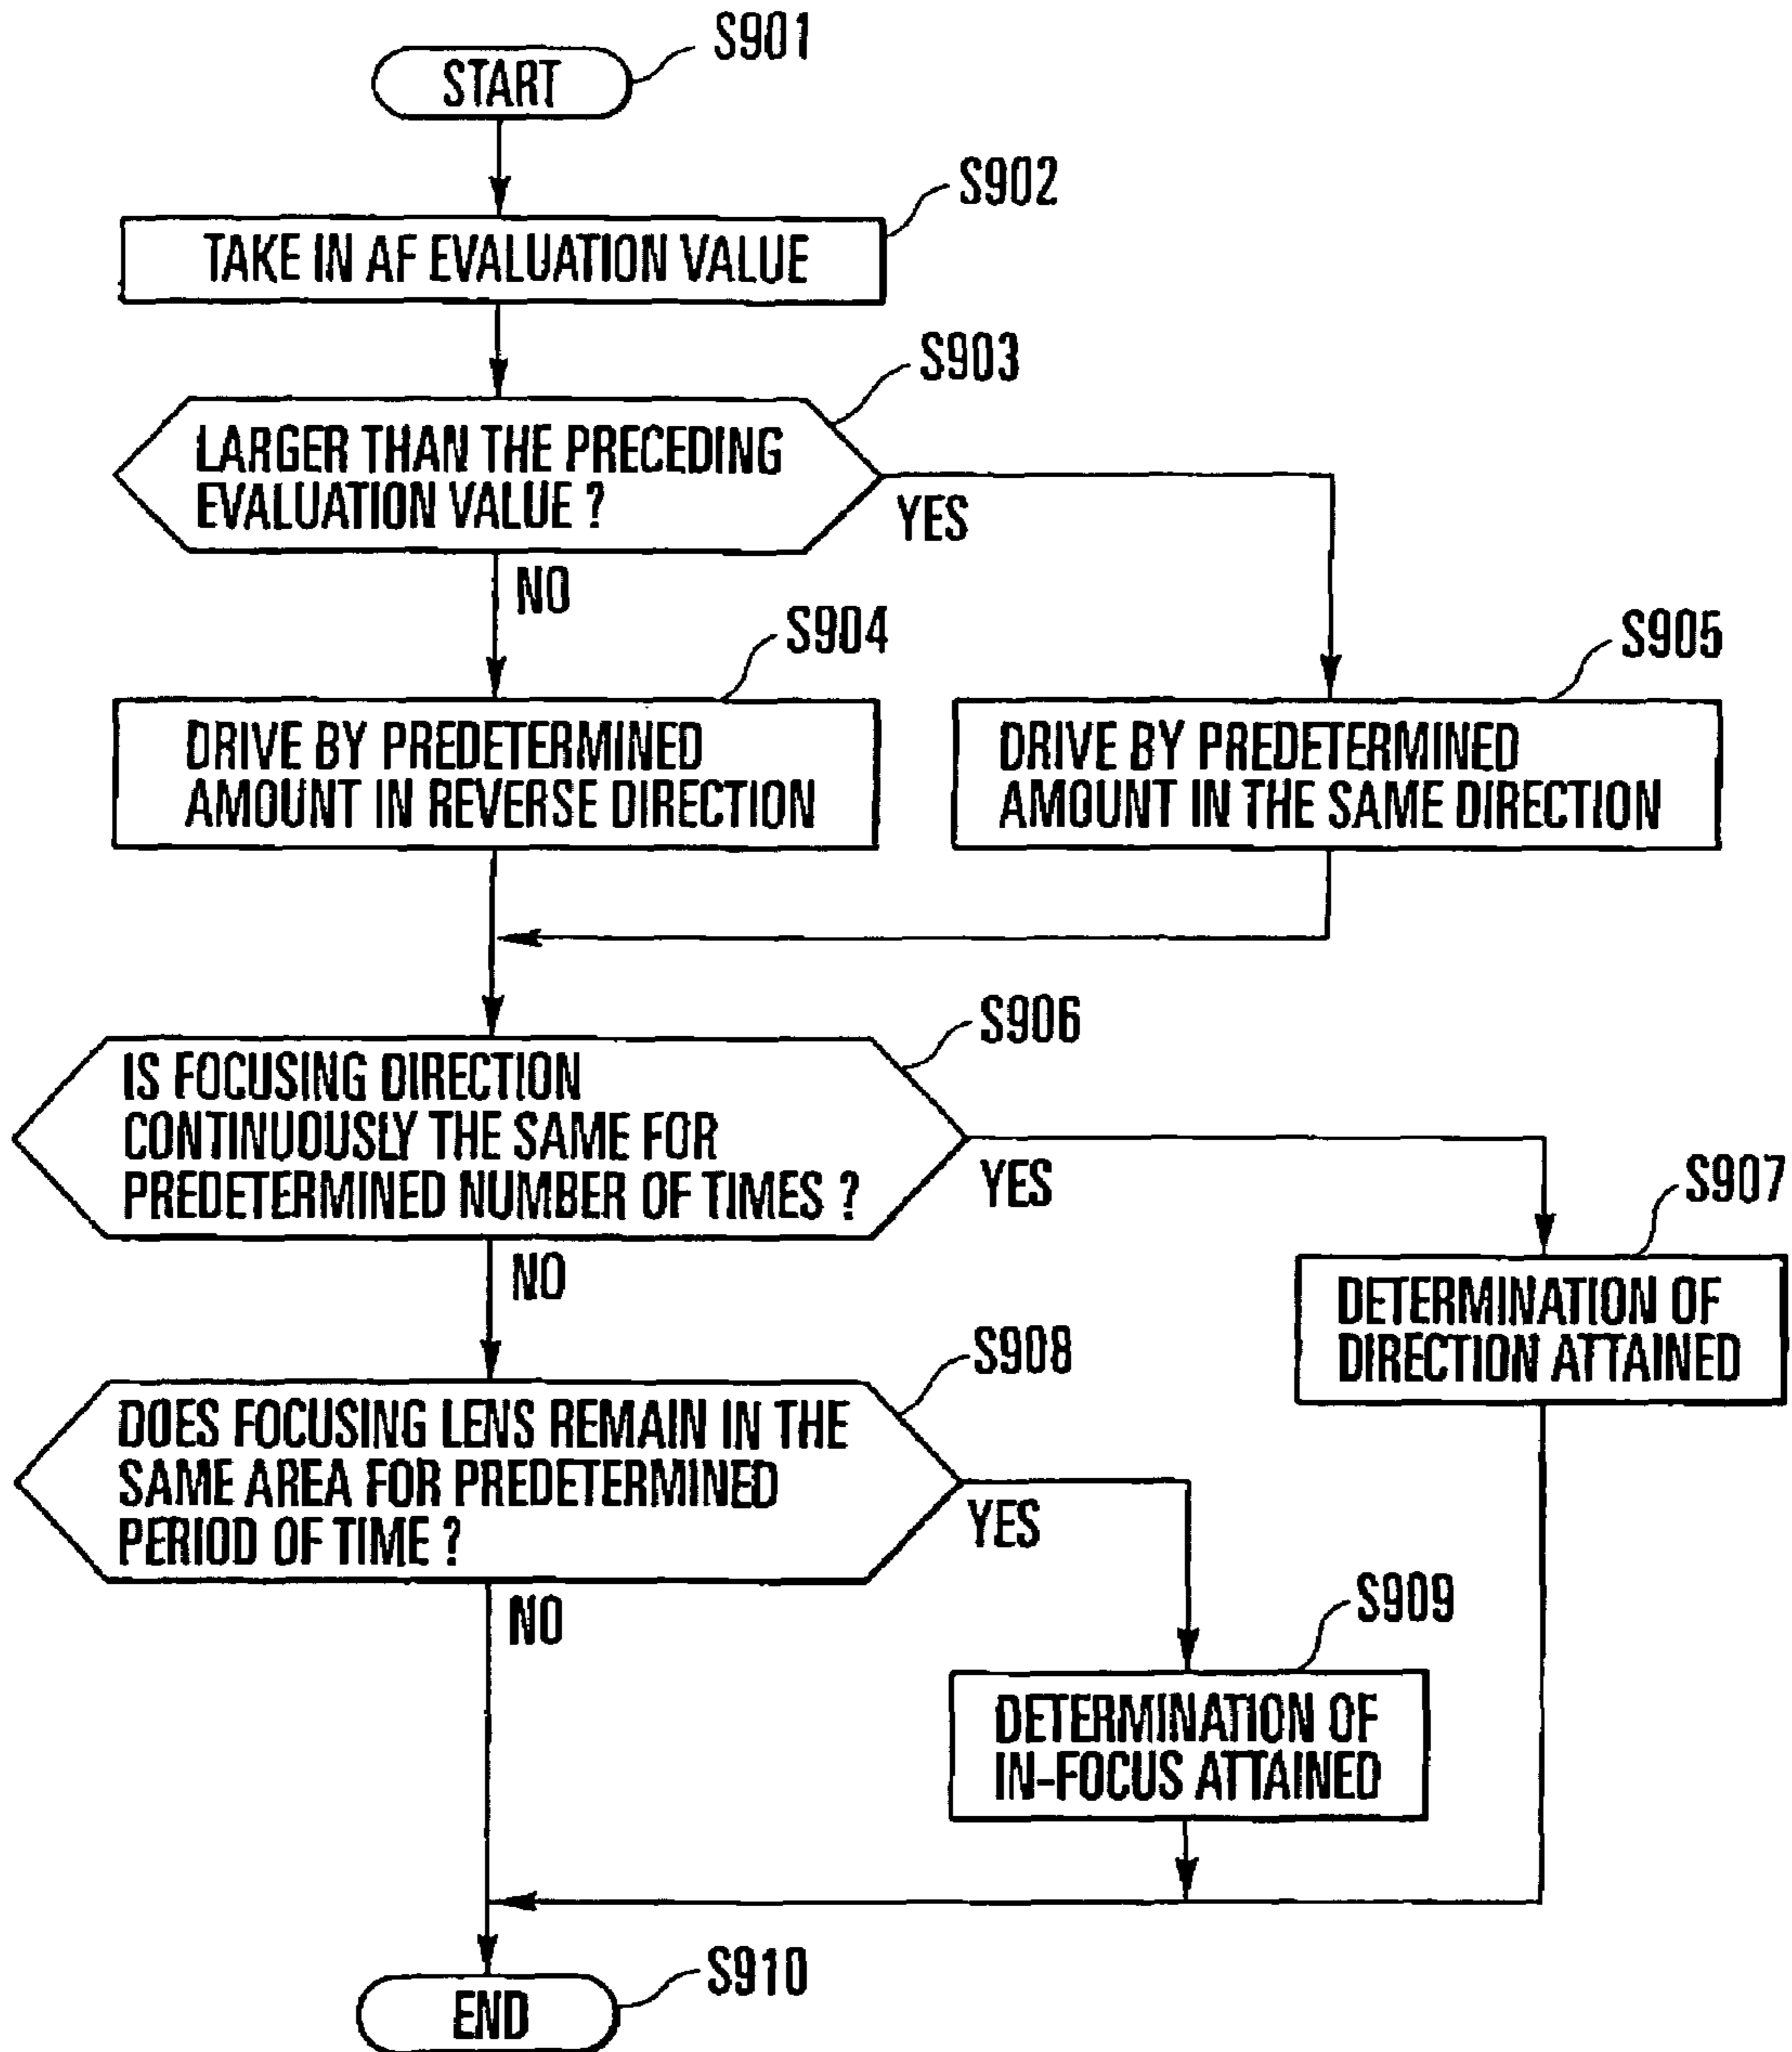 S901
START
S902
TAKE IN AF EVALUATION VALUE
S903
LARGER THAN THE PRECEDING
EVALUATION VALUE ?
YES
NO
S904
DRIVE BY PREDETERMINED
AMOUNT IN REVERSE DIRECTION
S905
DRIVE BY PREDETERMINED
AMOUNT IN THE SAME DIRECTION
S906
IS FOCUSING DIRECTION
CONTINUOUSLY THE SAME FOR
PREDETERMINED NUMBER OF TIMES ?
YES
NO
S907
DETERMINATION OF
DIRECTION ATTAINED
S908
DOES FOCUSING LENS REMAIN IN THE
SAME AREA FOR PREDETERMINED
PERIOD OF TIME ?
YES
NO
S909
DETERMINATION OF
IN-FOCUS ATTAINED
S910
END